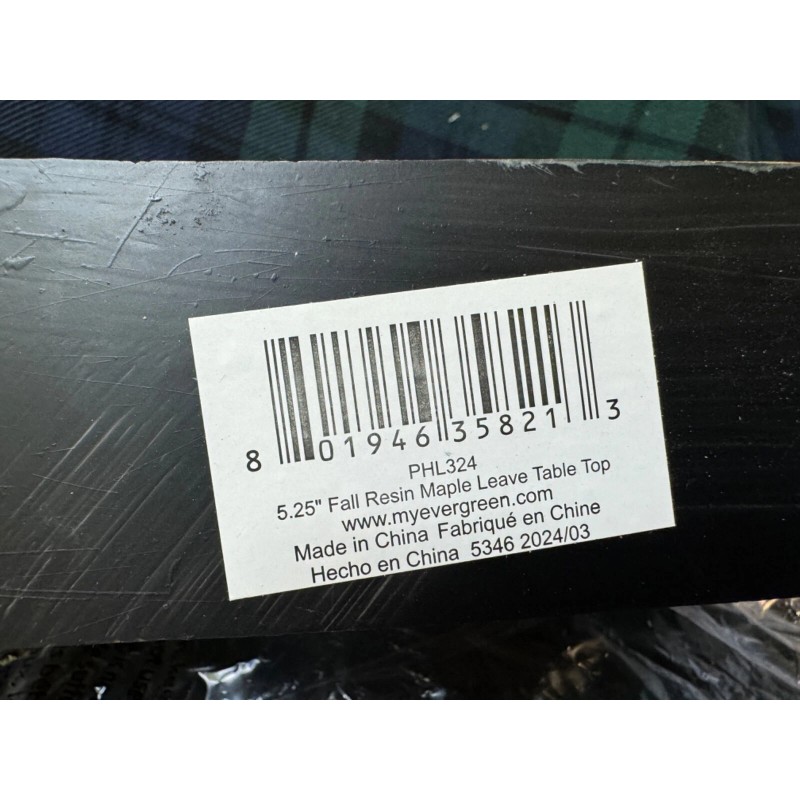 8 01946 35821 3
PHL324
5.25" Fall Resin Maple Leave Table Top
www.myevergreen.com
Made in China Fabriqué en Chine
Hecho en China 5346 2024/03